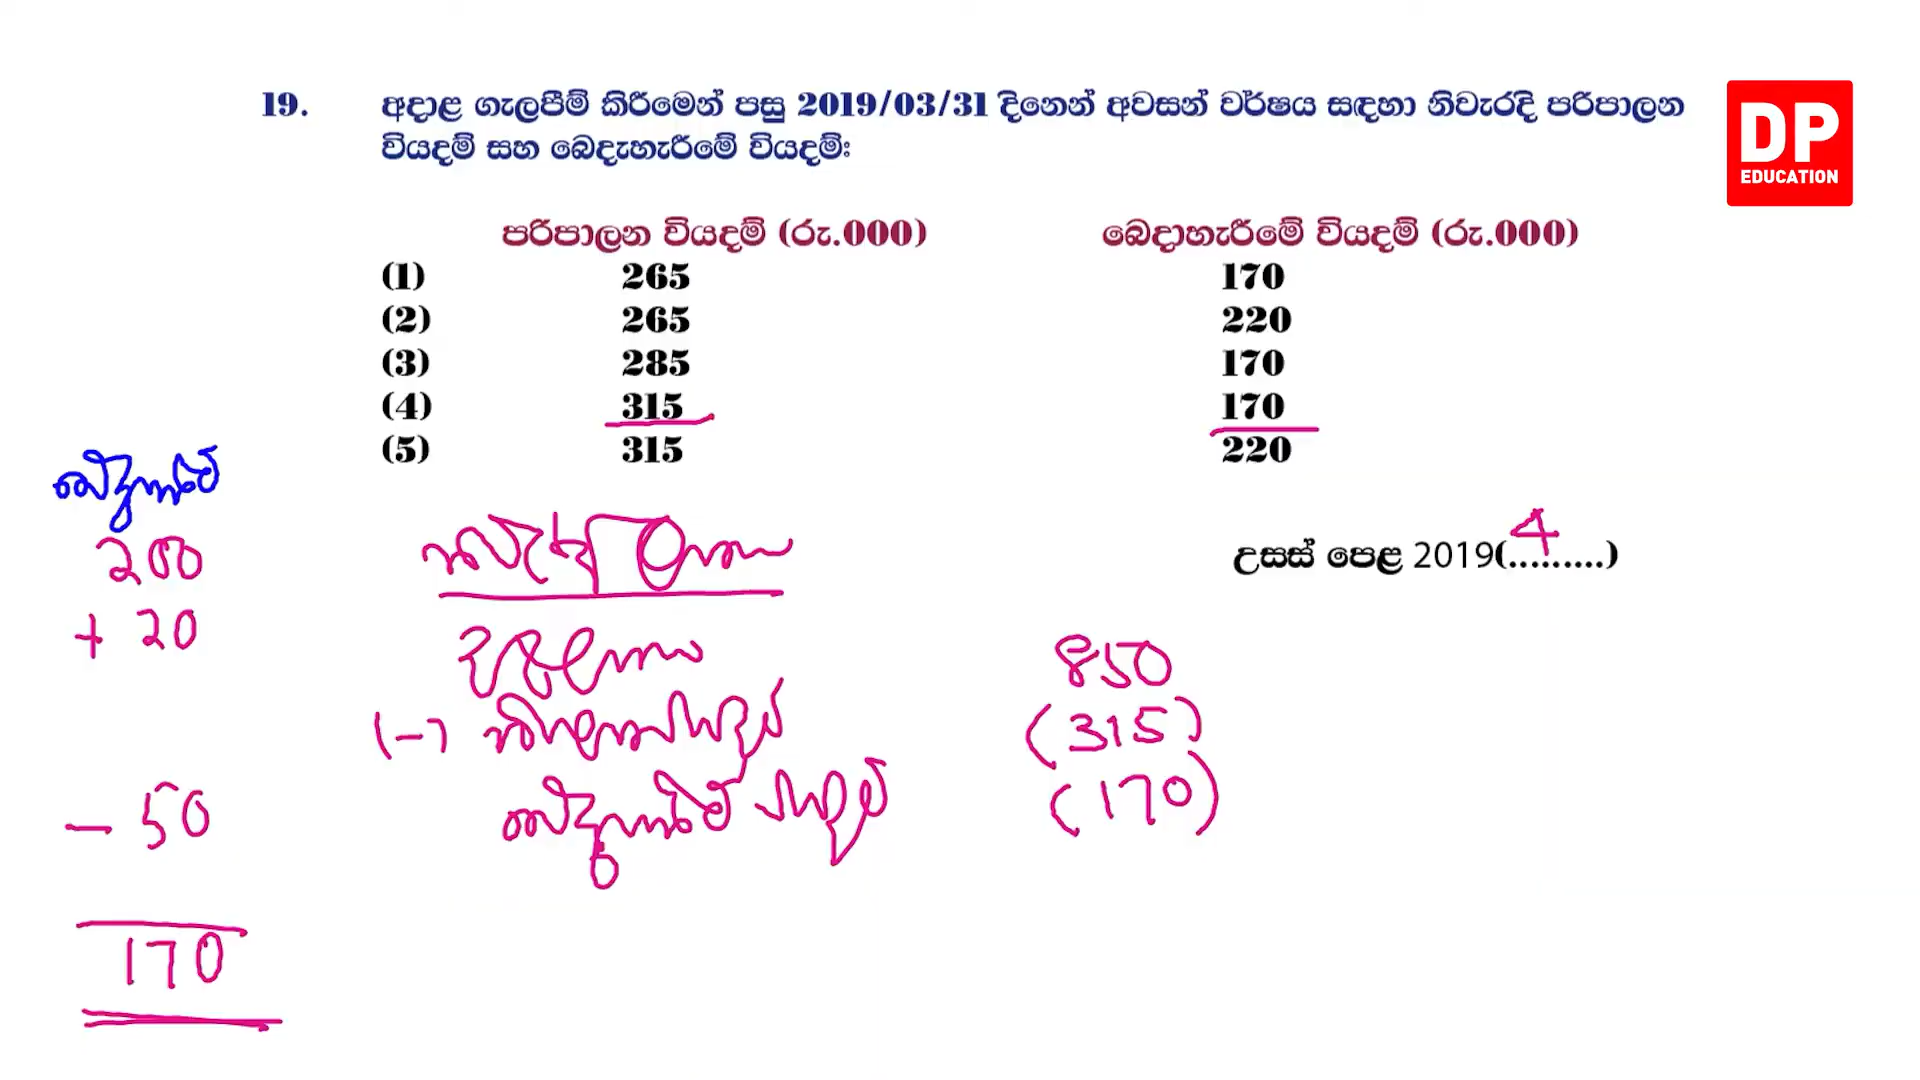 19. අදාළ ගැලපීම් කිරීමෙන් පසු 2019/03/31 දිනෙන් අවසන් වර්ෂය සඳහා නිවැරදි පරිපාලන
වියදම් සහ බෙදැහැරීමේ වියදම්:
DP
EDUCATION
පරිපාලන වියදම් (රු.000) බෙදාහැරීමේ වියදම් (රු.000)
(1) 265 170
(2) 265 220
(3) 285 170
(4) 315 170
(5) 315 220
උසස් පෙළ 2019(.........)
4
200
+ 20
- 50
170
850
(-)
(315)
(170)